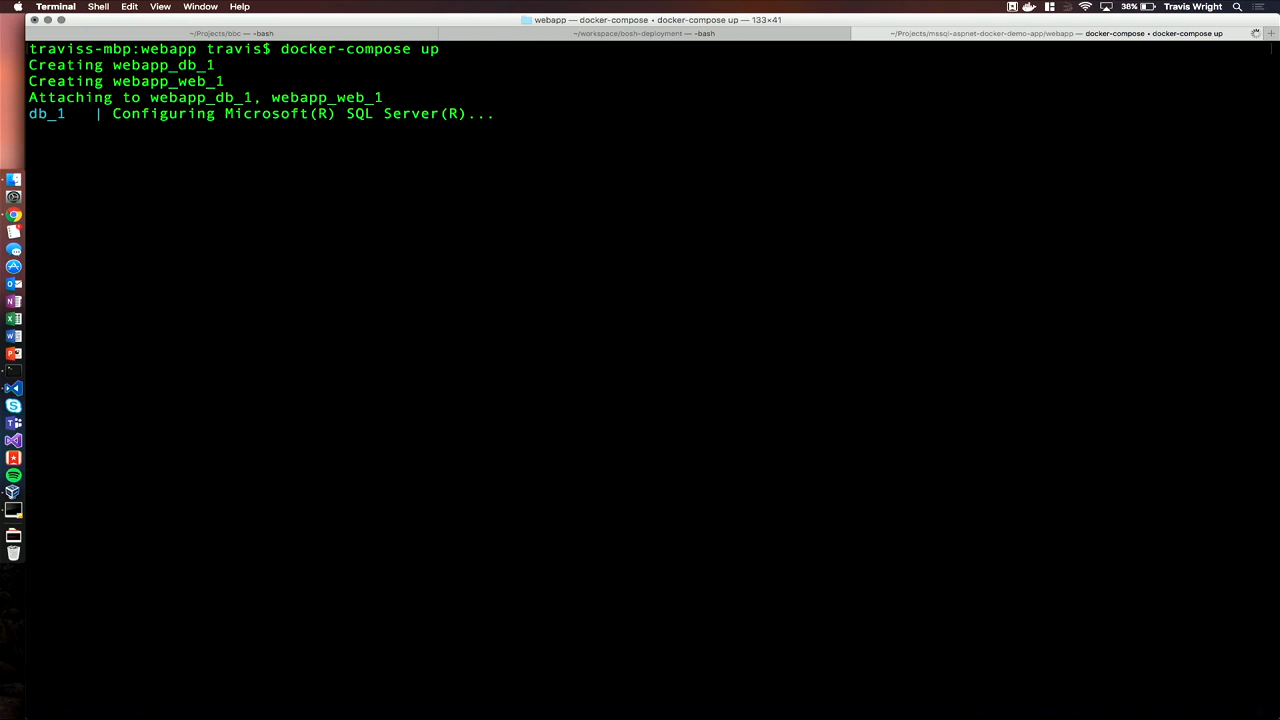 Terminal Shell Edit View Window Help 38% Travis Wright
webapp — docker-compose • docker-compose up — 133×41
~/Projects/bbc — -bash ~/workspace/bosh-deployment — -bash ~/Projects/mssql-aspnet-docker-demo-app/webapp — docker-compose • docker-compose up
traviss-mbp:webapp travis$ docker-compose up
Creating webapp_db_1
Creating webapp_web_1
Attaching to webapp_db_1, webapp_web_1
db_1 | Configuring Microsoft(R) SQL Server(R)...